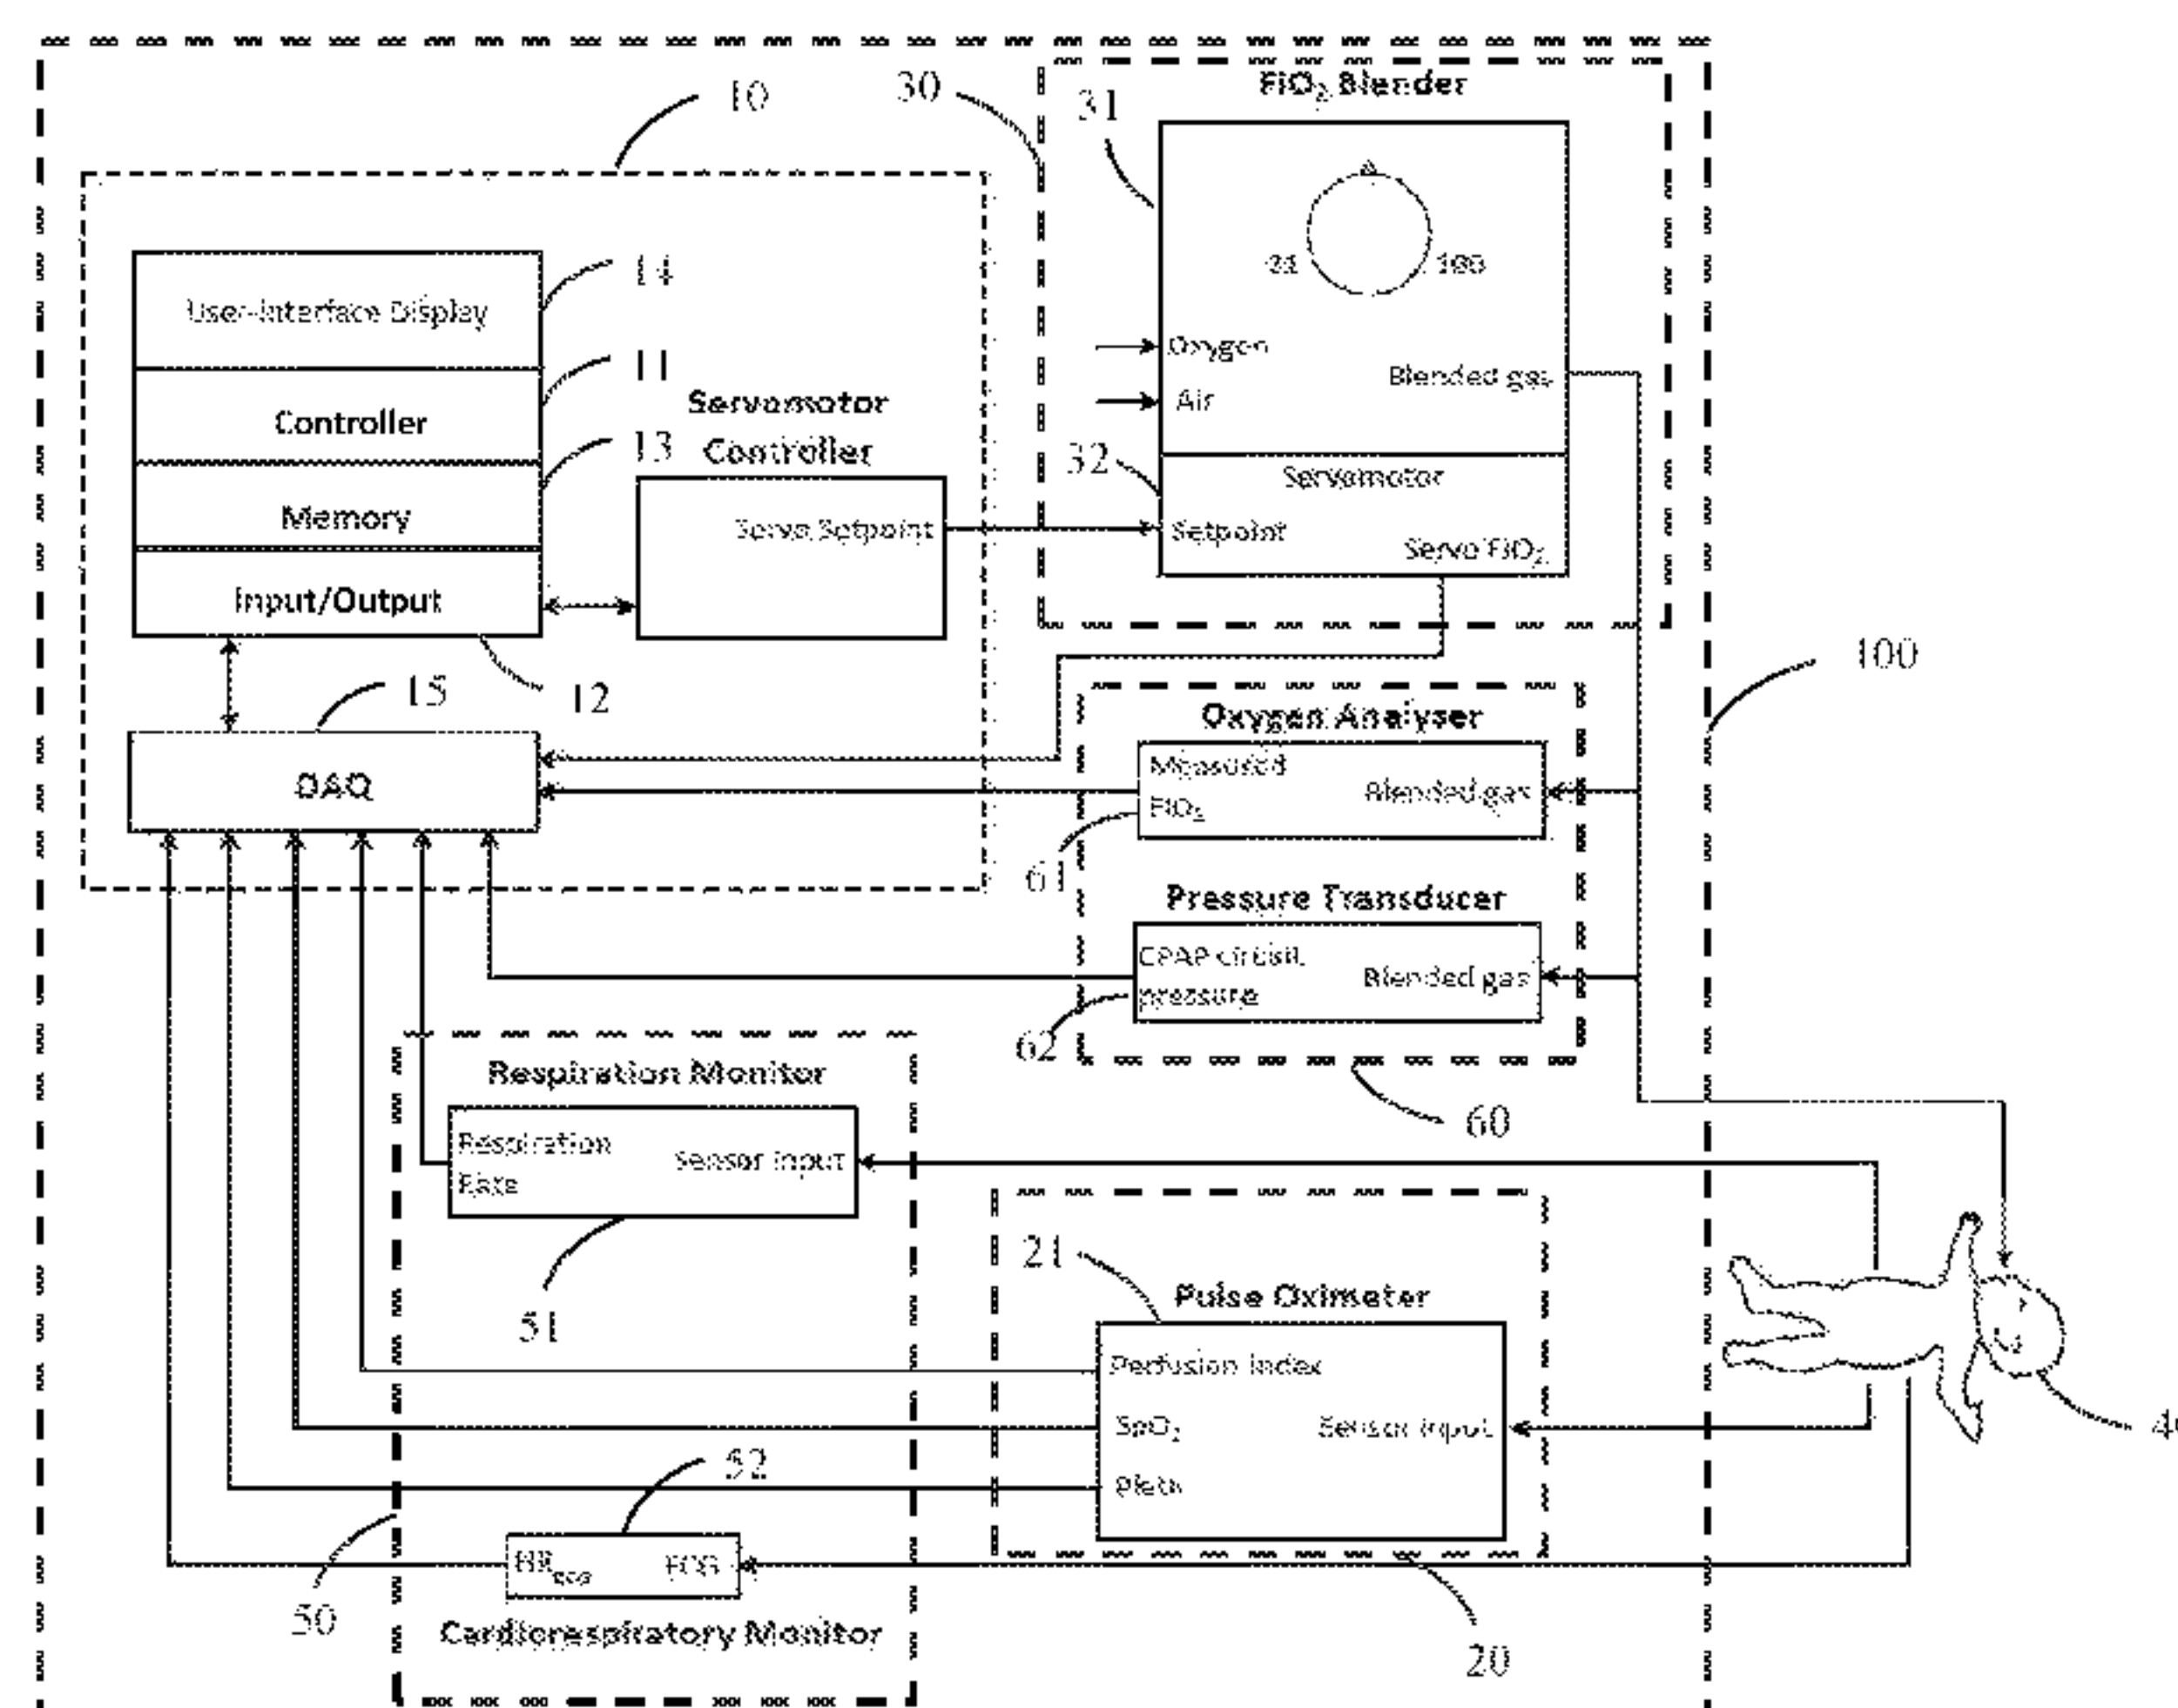 10
30
FiO₂ Blender
31
User-Interface Display
14
21
100
Controller
11
Servomotor
Controller
Oxygen
Air
Blended gas
Memory
13
32
Servomotor
Servo Setpoint
Setpoint
Servo FiO₂
Input/Output
12
100
15
DAQ
Oxygen Analyser
Measured
FiO₂
Blended gas
61
Pressure Transducer
CPAP circuit
pressure
Blended gas
62
60
Respiration Monitor
Respiration
Rate
Sensor input
51
21
Pulse Oximeter
Perfusion Index
SpO₂
Sensor input
Pleth
52
HR
ECG
50
Cardiorespiratory Monitor
20